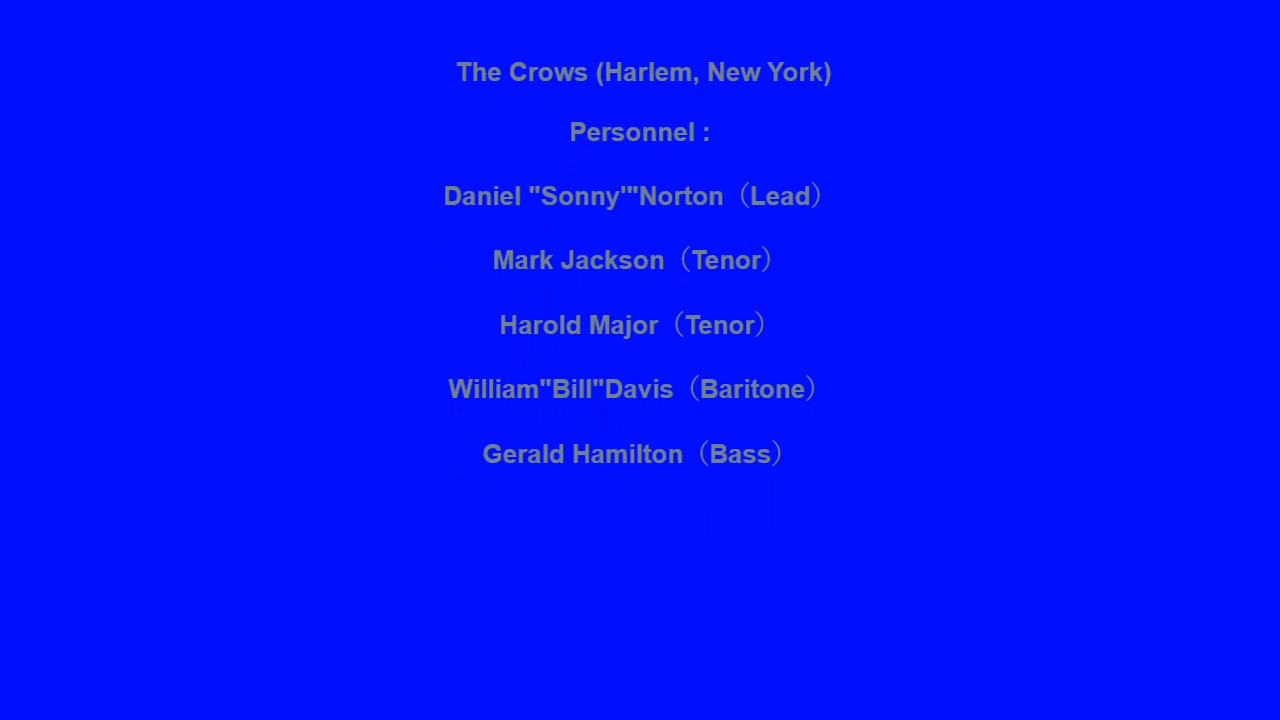 The Crows (Harlem, New York)
Personnel :
Daniel "Sonny'"Norton（Lead）
Mark Jackson（Tenor）
Harold Major（Tenor）
William"Bill"Davis（Baritone）
Gerald Hamilton（Bass）